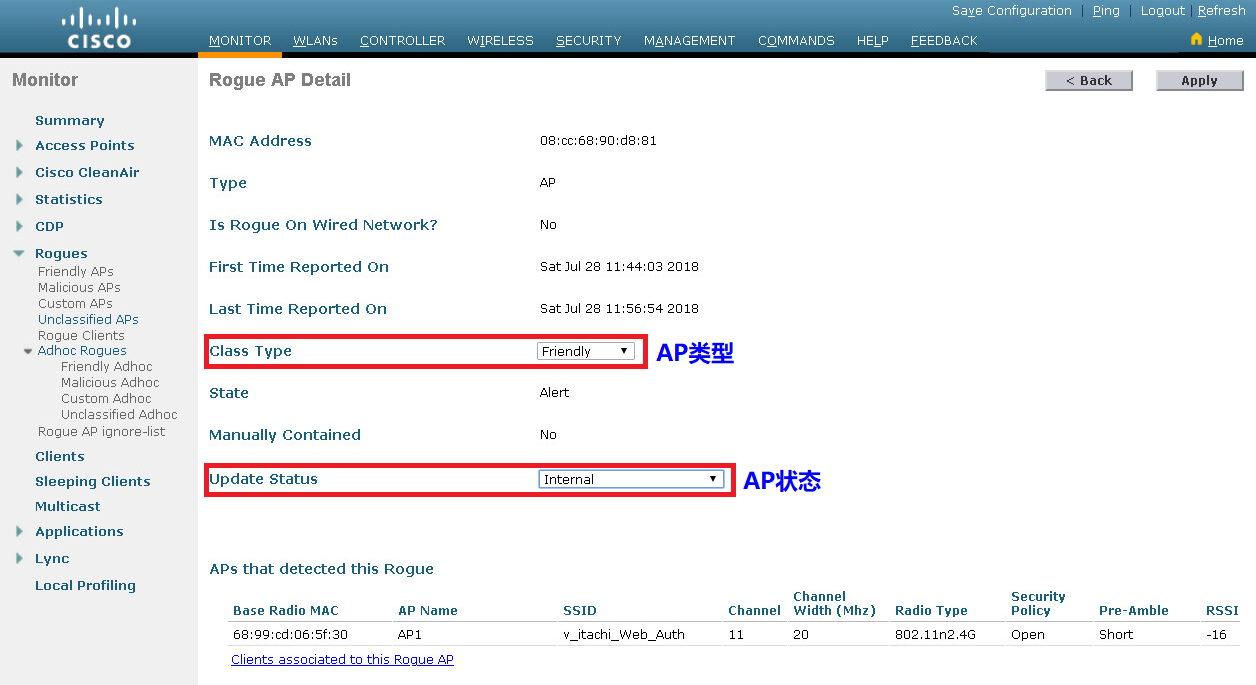 Save Configuration | Ping | Logout | Refresh
CISCO
MONITOR WLANs CONTROLLER WIRELESS SECURITY MANAGEMENT COMMANDS HELP FEEDBACK Home
Monitor
Summary
Access Points
Cisco CleanAir
Statistics
CDP
Rogues
Friendly APs
Malicious APs
Custom APs
Unclassified APs
Rogue Clients
Adhoc Rogues
Friendly Adhoc
Malicious Adhoc
Custom Adhoc
Unclassified Adhoc
Rogue AP ignore-list
Clients
Sleeping Clients
Multicast
Applications
Lync
Local Profiling
Rogue AP Detail < Back Apply
MAC Address 08:cc:68:90:d8:81
Type AP
Is Rogue On Wired Network? No
First Time Reported On Sat Jul 28 11:44:03 2018
Last Time Reported On Sat Jul 28 11:56:54 2018
Class Type Friendly AP类型
State Alert
Manually Contained No
Update Status Internal AP状态
APs that detected this Rogue
Base Radio MAC AP Name SSID Channel Channel Width (Mhz) Radio Type Security Policy Pre-Amble RSSI
68:99:cd:06:5f:30 AP1 v_itachi_Web_Auth 11 20 802.11n2.4G Open Short -16
Clients associated to this Rogue AP